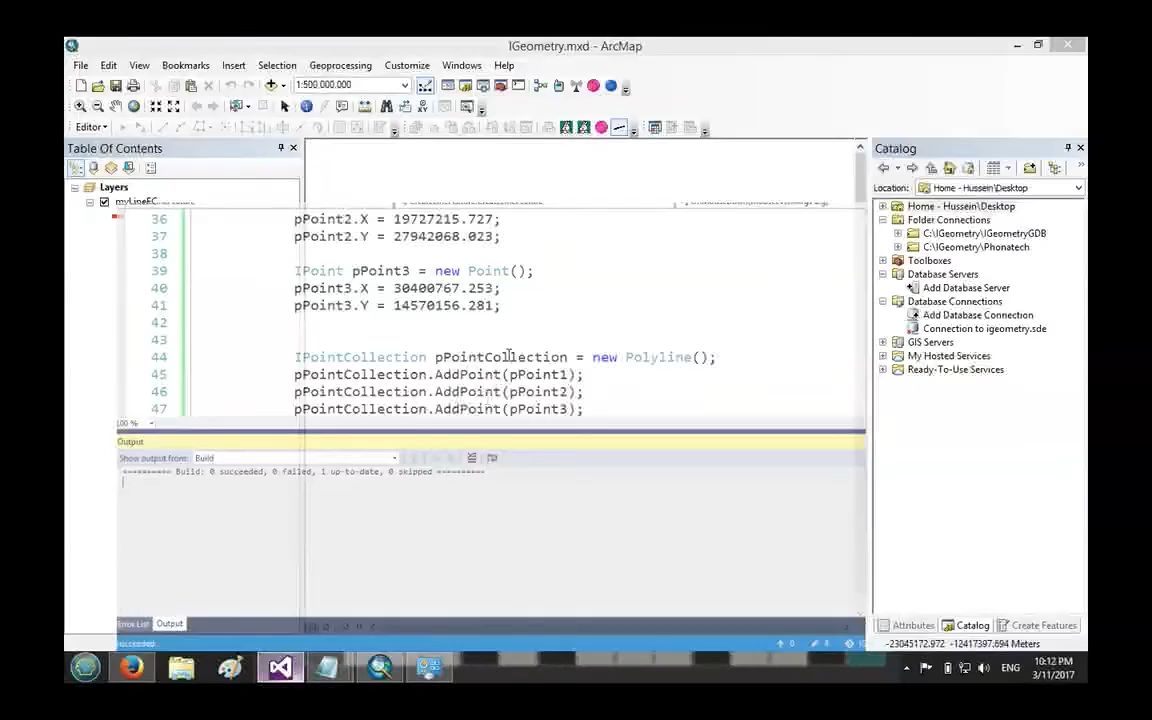 IGeometry.mxd - ArcMap
File Edit View Bookmarks Insert Selection Geoprocessing Customize Windows Help
1:500,000,000
Editor
Table Of Contents
Catalog
Location: Home - Hussein\Desktop
Layers
myLineFC
Home - Hussein\Desktop
Folder Connections
C:\IGeometry\IGeometryGDB
C:\IGeometry\Phonatech
Toolboxes
Database Servers
Add Database Server
Database Connections
Add Database Connection
Connection to igeometry.sde
GIS Servers
My Hosted Services
Ready-To-Use Services
36 pPoint2.X = 19727215.727;
37 pPoint2.Y = 27942068.023;
38
39 IPoint pPoint3 = new Point();
40 pPoint3.X = 30400767.253;
41 pPoint3.Y = 14570156.281;
42
43
44 IPointCollection pPointCollection = new Polyline();
45 pPointCollection.AddPoint(pPoint1);
46 pPointCollection.AddPoint(pPoint2);
47 pPointCollection.AddPoint(pPoint3);
100 %
Output
Show output from: Build
========== Build: 0 succeeded, 0 failed, 1 up-to-date, 0 skipped ==========
Error List Output
Attributes Catalog Create Features
succeeded
-23045172.972 -12417397.694 Meters
ENG
10:12 PM
3/11/2017